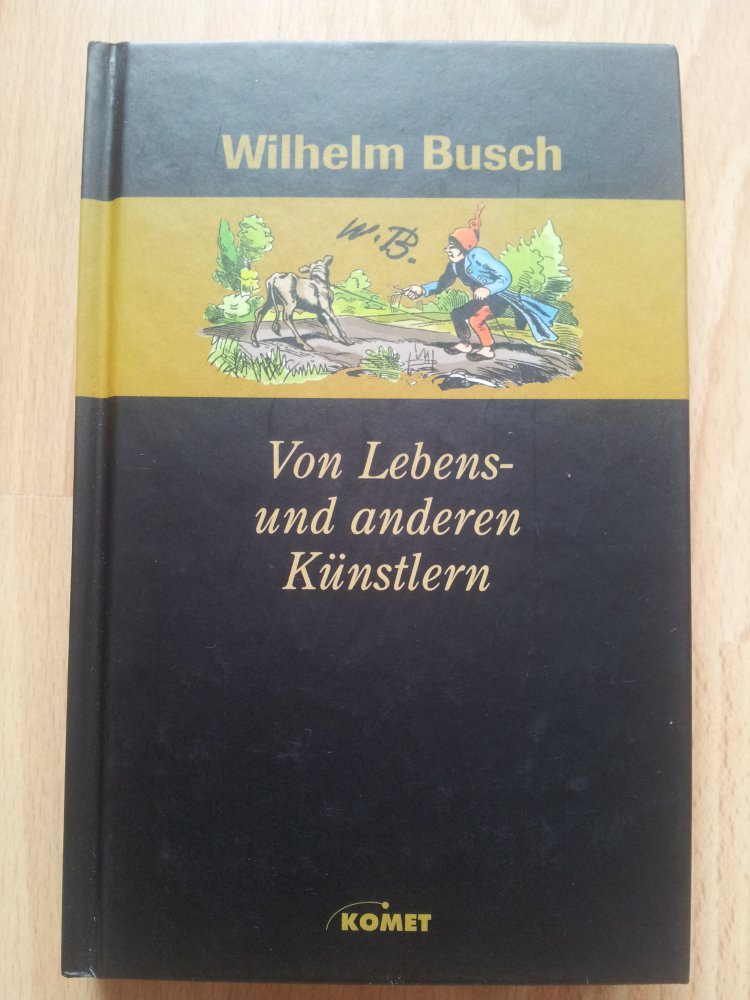 Wilhelm Busch
W. B.
Von Lebens-
und anderen
Künstlern
KOMET